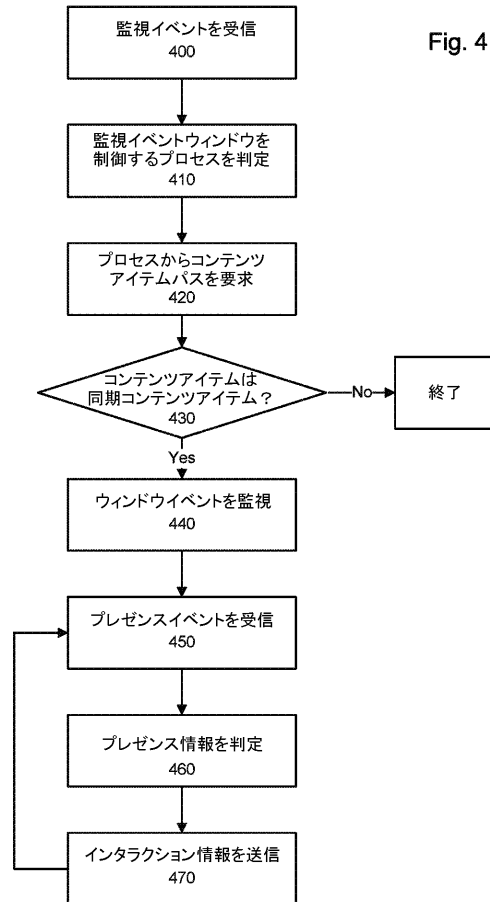 Fig. 4
監視イベントを受信
400
監視イベントウィンドウを
制御するプロセスを判定
410
プロセスからコンテンツ
アイテムパスを要求
420
コンテンツアイテムは
同期コンテンツアイテム？
430
No
終了
Yes
ウィンドウイベントを監視
440
プレゼンスイベントを受信
450
プレゼンス情報を判定
460
インタラクション情報を送信
470